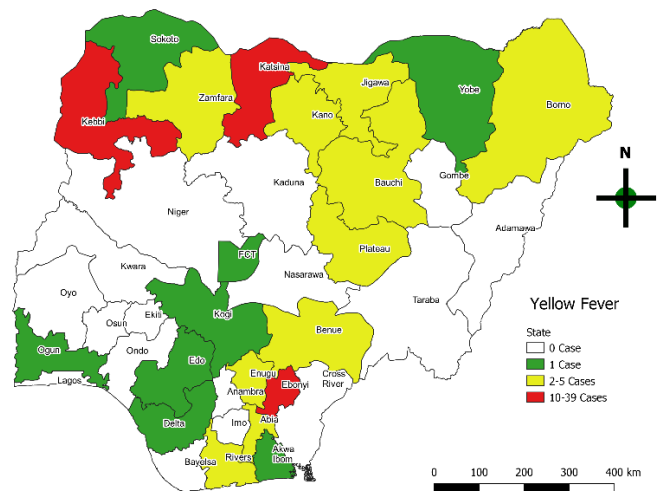 Sokoto
Katsina
Jigawa
Yobe
Borno
Zamfara
Kano
Kebbi
Kaduna
Bauchi
Gombe
N
Niger
Adamawa
Plateau
FCT
Kwara
Nasarawa
Taraba
Oyo
Osun
Ekiti
Kogi
Benue
Ogun
Ondo
Edo
Lagos
Enugu
Anambra
Ebonyi
Cross
River
Delta
Imo
Abia
Bayelsa
Rivers
Akwa
Ibom
Yellow Fever
State
0 Case
1 Case
2-5 Cases
10-39 Cases
0 100 200 300 400 km